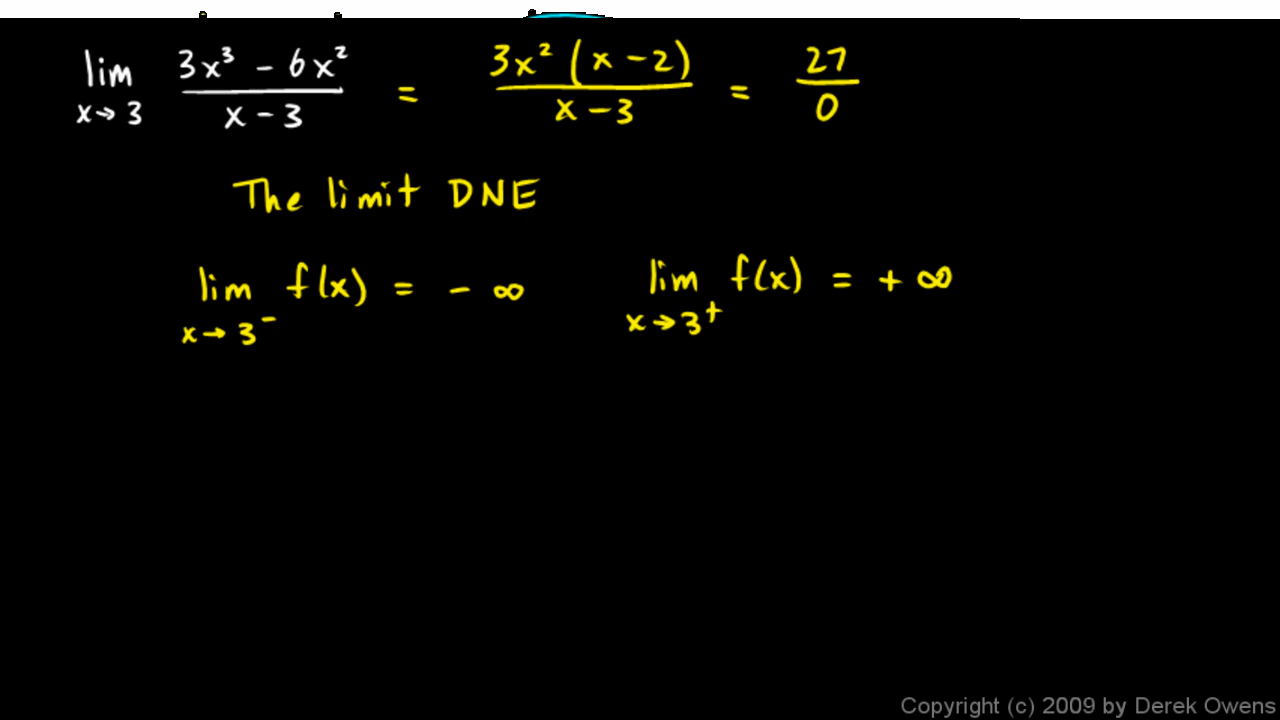 lim x→3 (3x³ - 6x²)/(x - 3) = 3x² (x - 2)/(x - 3) = 27/0
The limit DNE
lim x→3⁻ f(x) = - ∞ lim x→3⁺ f(x) = + ∞
Copyright (c) 2009 by Derek Owens